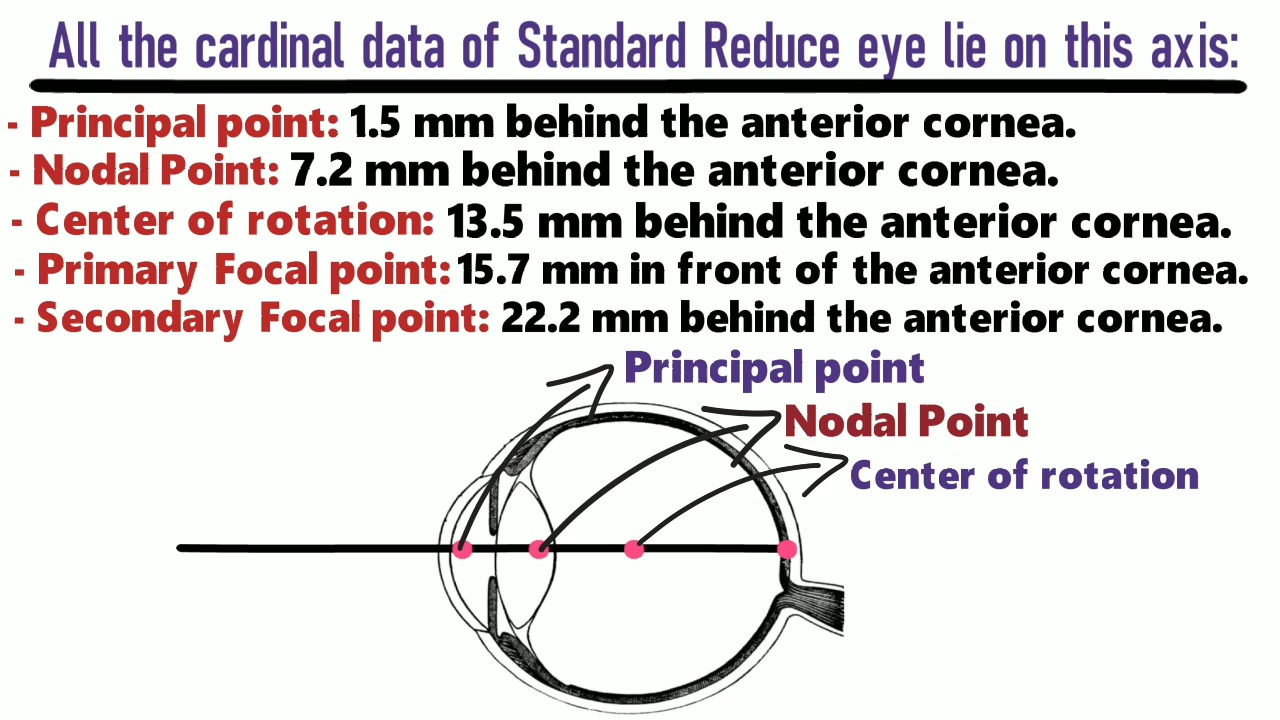 All the cardinal data of Standard Reduce eye lie on this axis:
- Principal point: 1.5 mm behind the anterior cornea.
- Nodal Point: 7.2 mm behind the anterior cornea.
- Center of rotation: 13.5 mm behind the anterior cornea.
- Primary Focal point: 15.7 mm in front of the anterior cornea.
- Secondary Focal point: 22.2 mm behind the anterior cornea.
Principal point
Nodal Point
Center of rotation